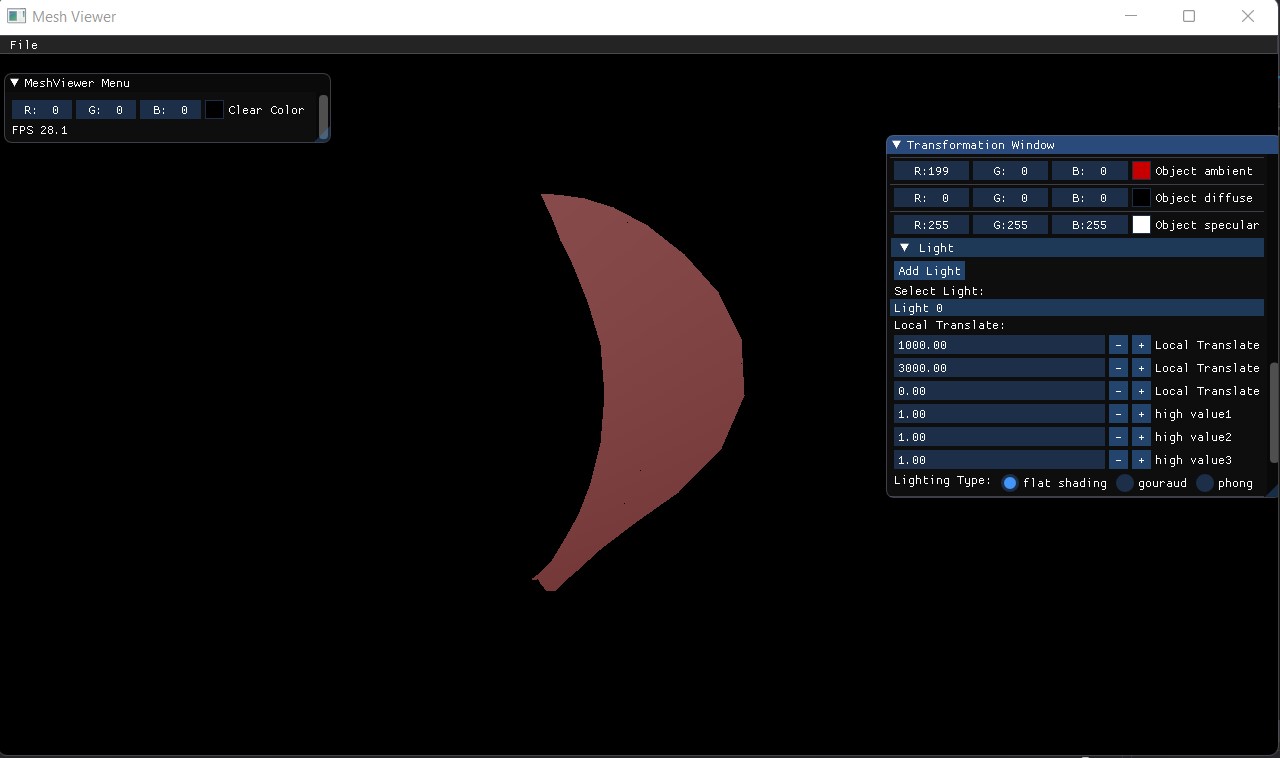 Mesh Viewer
File
MeshViewer Menu
R: 0 G: 0 B: 0 Clear Color
FPS 28.1
Transformation Window
R:199 G: 0 B: 0 Object ambient
R: 0 G: 0 B: 0 Object diffuse
R:255 G:255 B:255 Object specular
Light
Add Light
Select Light:
Light 0
Local Translate:
1000.00 - + Local Translate
3000.00 - + Local Translate
0.00 - + Local Translate
1.00 - + high value1
1.00 - + high value2
1.00 - + high value3
Lighting Type: flat shading gouraud phong